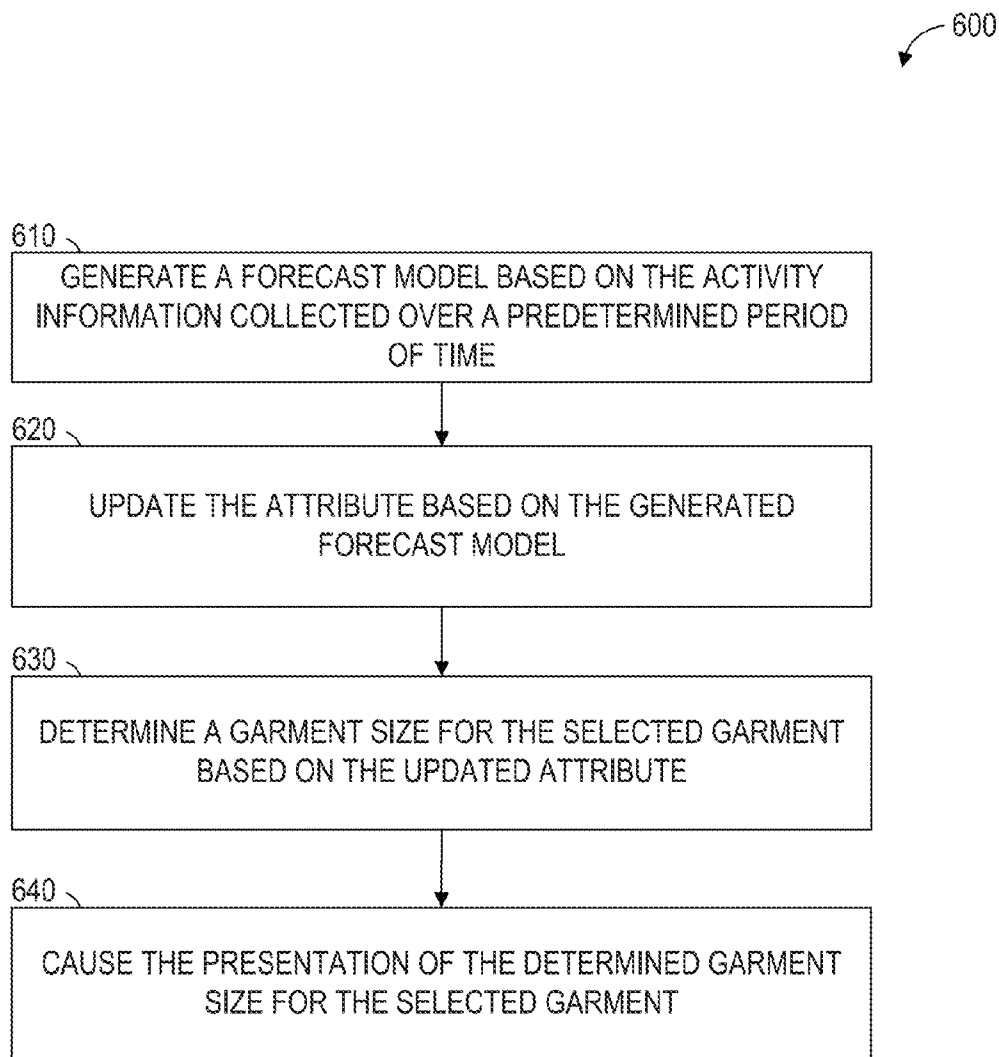 600
610
GENERATE A FORECAST MODEL BASED ON THE ACTIVITY
INFORMATION COLLECTED OVER A PREDETERMINED PERIOD
OF TIME
620
UPDATE THE ATTRIBUTE BASED ON THE GENERATED
FORECAST MODEL
630
DETERMINE A GARMENT SIZE FOR THE SELECTED GARMENT
BASED ON THE UPDATED ATTRIBUTE
640
CAUSE THE PRESENTATION OF THE DETERMINED GARMENT
SIZE FOR THE SELECTED GARMENT